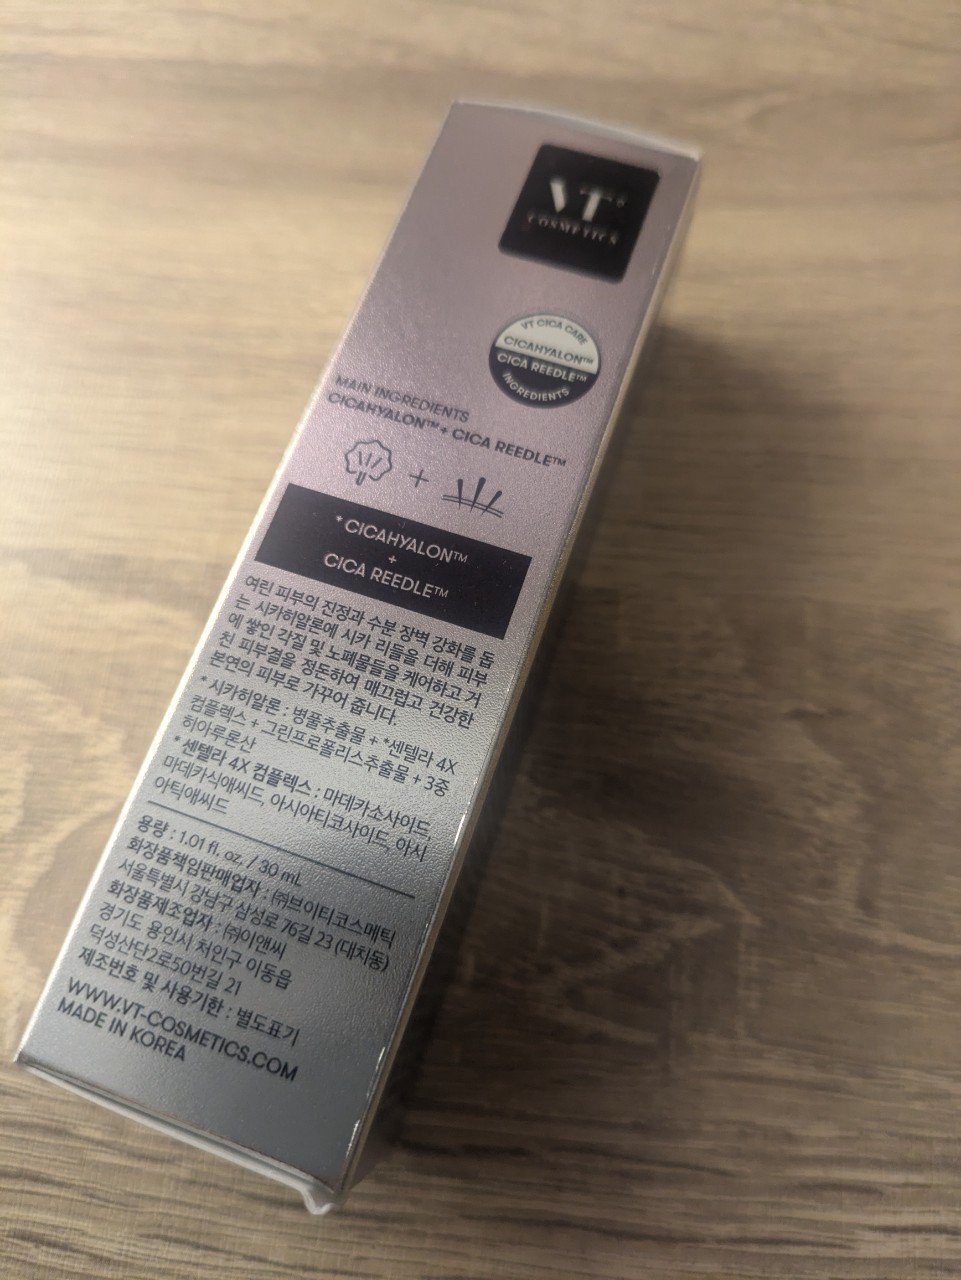 VT
COSMETICS
VT CICA CARE
CICAHYALON™
CICA REEDLE™
INGREDIENTS
MAIN INGREDIENTS
CICAHYALON™+ CICA REEDLE™
+
* CICAHYALON™
+
CICA REEDLE™
여린 피부의 진정과 수분 장벽 강화를 돕
는 시카히알론에 시카 리들을 더해 피부
에 쌓인 각질 및 노폐물들을 케어하고 거
친 피부결을 정돈하여 매끄럽고 건강한
본연의 피부로 가꾸어 줍니다.
* 시카히알론 : 병풀추출물 + *센텔라 4X
컴플렉스 + 그린프로폴리스추출물 + 3중
히아루론산
* 센텔라 4X 컴플렉스 : 마데카소사이드,
마데카식애씨드, 아시아티코사이드, 아시
아틱애씨드
용량 : 1.01 fl. oz. / 30 mL
화장품책임판매업자 : ㈜브이티코스메틱
서울특별시 강남구 삼성로 76길 23 (대치동)
화장품제조업자 : ㈜이앤씨
경기도 용인시 처인구 이동읍
덕성산단2로50번길 21
제조번호 및 사용기한 : 별도표기
WWW.VT-COSMETICS.COM
MADE IN KOREA